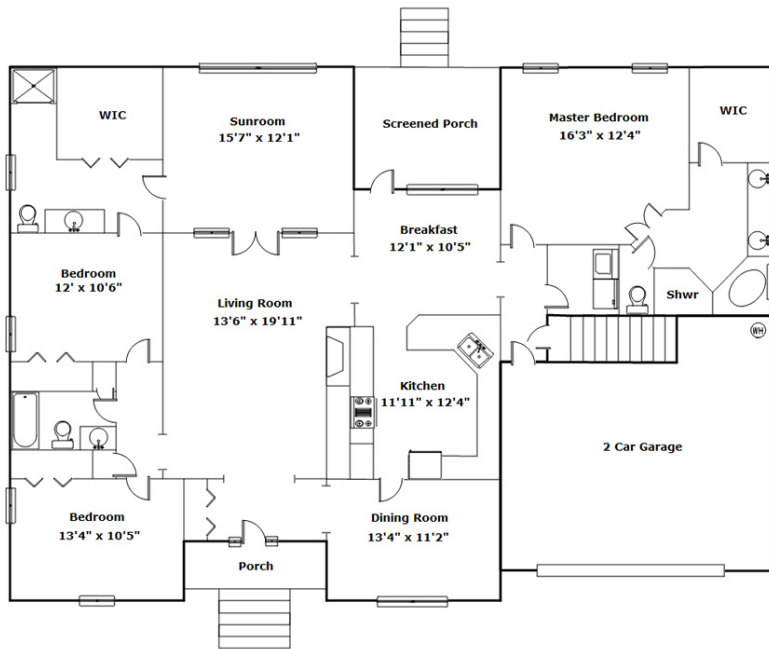 WIC
Sunroom
15'7" x 12'1"
Screened Porch
Master Bedroom
16'3" x 12'4"
WIC
Breakfast
12'1" x 10'5"
Bedroom
12' x 10'6"
Living Room
13'6" x 19'11"
Shwr
WH
Kitchen
11'11" x 12'4"
2 Car Garage
Bedroom
13'4" x 10'5"
Dining Room
13'4" x 11'2"
Porch